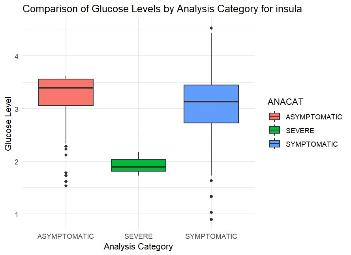 Comparison of Glucose Levels by Analysis Category for insula
4
3
2
1
Glucose Level
ASYMPTOMATIC SEVERE SYMPTOMATIC
Analysis Category
ANACAT
ASYMPTOMATIC
SEVERE
SYMPTOMATIC